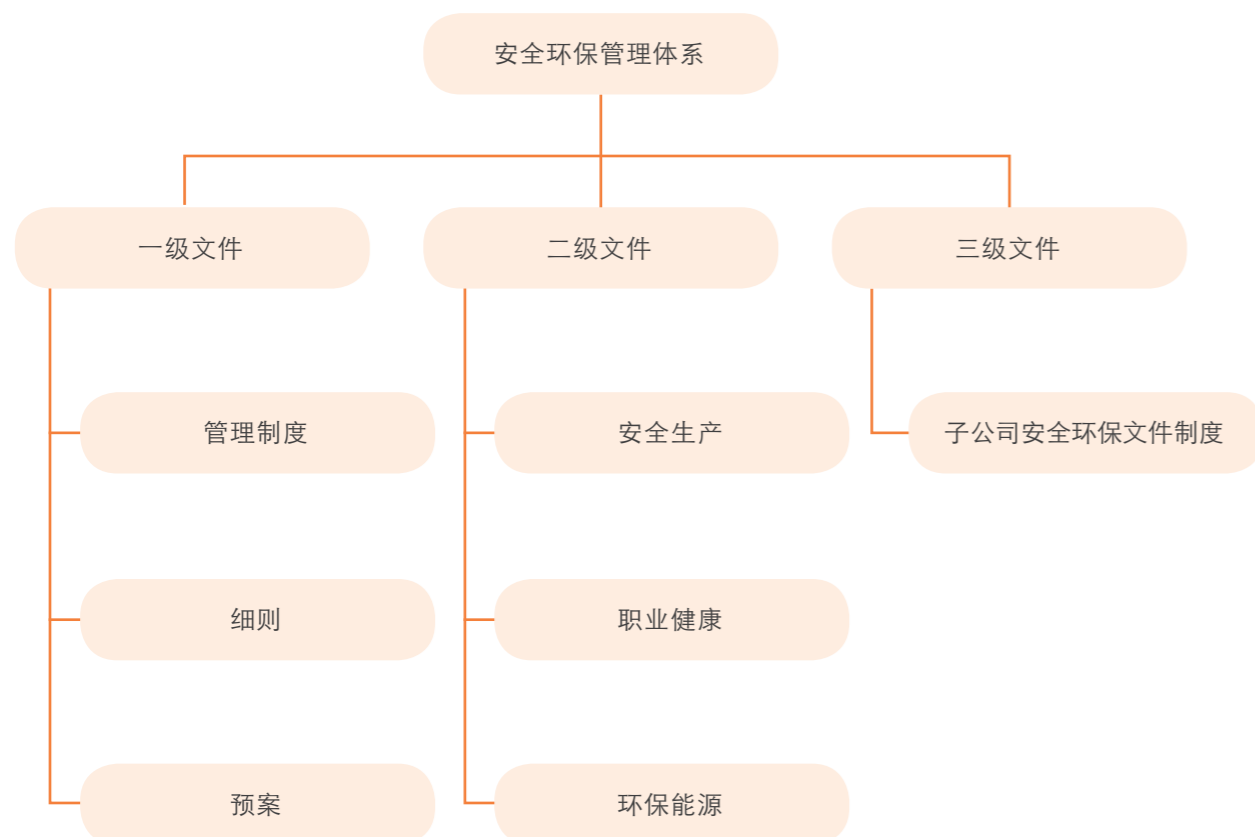 安全环保管理体系
一级文件
二级文件
三级文件
管理制度
安全生产
子公司安全环保文件制度
细则
职业健康
预案
环保能源